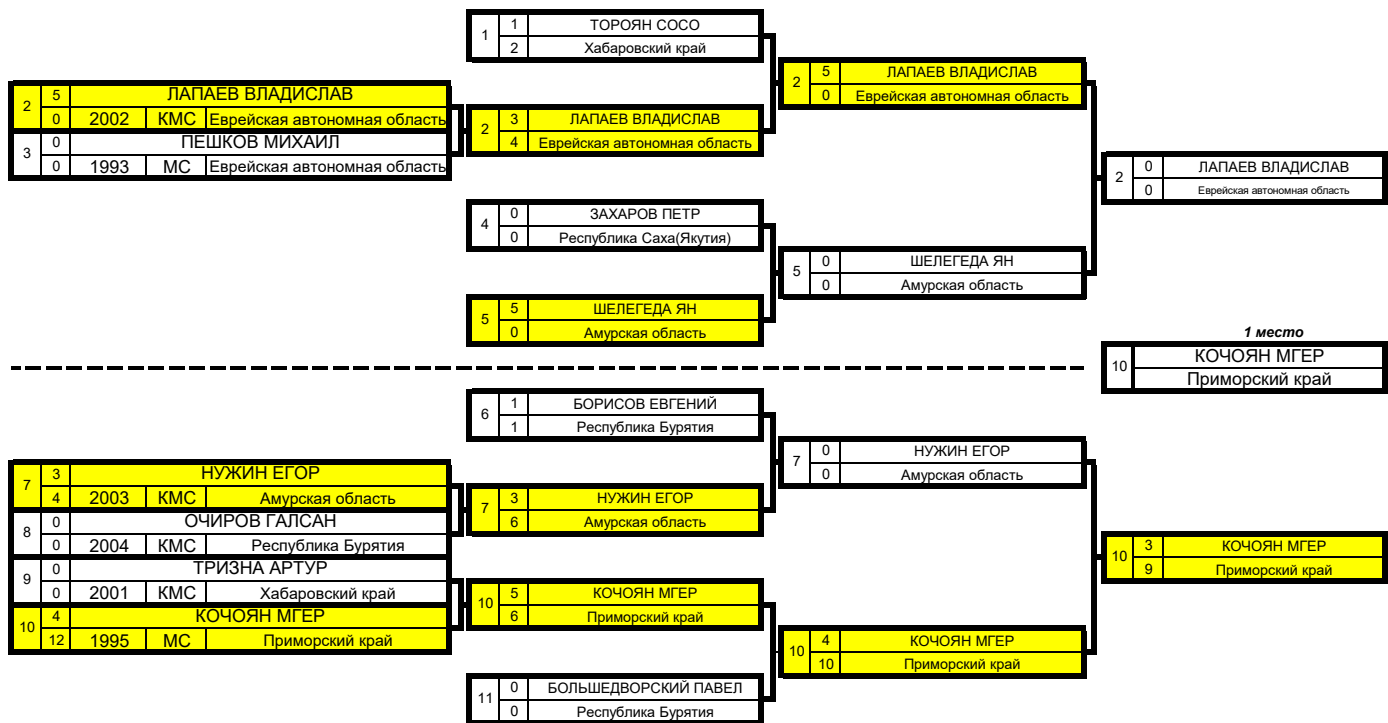 1 1 ТОРОЯН СОСО
2 Хабаровский край
2 5 ЛАПАЕВ ВЛАДИСЛАВ
0 2002 КМС Еврейская автономная область
3 0 ПЕШКОВ МИХАИЛ
0 1993 МС Еврейская автономная область
2 3 ЛАПАЕВ ВЛАДИСЛАВ
4 Еврейская автономная область
2 5 ЛАПАЕВ ВЛАДИСЛАВ
0 Еврейская автономная область
4 0 ЗАХАРОВ ПЕТР
0 Республика Саха(Якутия)
5 5 ШЕЛЕГЕДА ЯН
0 Амурская область
5 0 ШЕЛЕГЕДА ЯН
0 Амурская область
2 0 ЛАПАЕВ ВЛАДИСЛАВ
0 Еврейская автономная область
1 место
10 КОЧОЯН МГЕР
Приморский край
6 1 БОРИСОВ ЕВГЕНИЙ
1 Республика Бурятия
7 3 НУЖИН ЕГОР
4 2003 КМС Амурская область
8 0 ОЧИРОВ ГАЛСАН
0 2004 КМС Республика Бурятия
9 0 ТРИЗНА АРТУР
0 2001 КМС Хабаровский край
10 4 КОЧОЯН МГЕР
12 1995 МС Приморский край
7 3 НУЖИН ЕГОР
6 Амурская область
7 0 НУЖИН ЕГОР
0 Амурская область
10 5 КОЧОЯН МГЕР
6 Приморский край
11 0 БОЛЬШЕДВОРСКИЙ ПАВЕЛ
0 Республика Бурятия
10 4 КОЧОЯН МГЕР
10 Приморский край
10 3 КОЧОЯН МГЕР
9 Приморский край